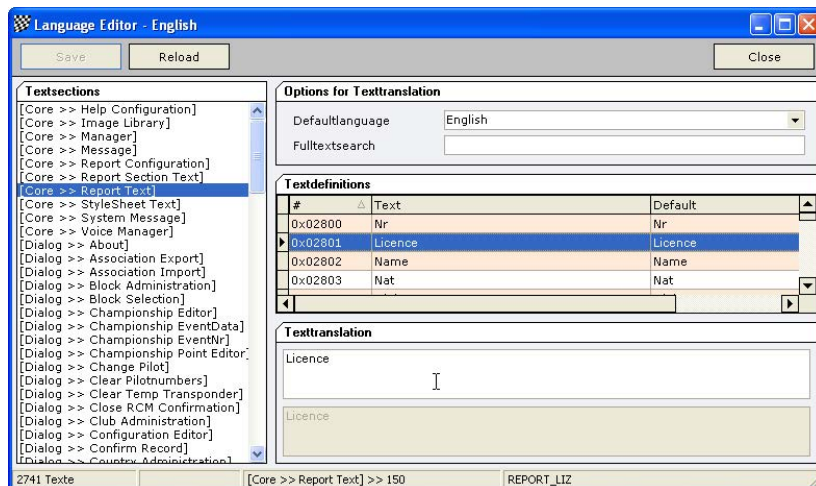 Language Editor - English
Save
Reload
Close
Textsections
[Core >> Help Configuration]
[Core >> Image Library]
[Core >> Manager]
[Core >> Message]
[Core >> Report Configuration]
[Core >> Report Section Text]
[Core >> Report Text]
[Core >> StyleSheet Text]
[Core >> System Message]
[Core >> Voice Manager]
[Dialog >> About]
[Dialog >> Association Export]
[Dialog >> Association Import]
[Dialog >> Block Administration]
[Dialog >> Block Selection]
[Dialog >> Championship Editor]
[Dialog >> Championship EventData]
[Dialog >> Championship EventNr]
[Dialog >> Championship Point Editor]
[Dialog >> Change Pilot]
[Dialog >> Clear Pilotnumbers]
[Dialog >> Clear Temp Transponder]
[Dialog >> Close RCM Confirmation]
[Dialog >> Club Administration]
[Dialog >> Configuration Editor]
[Dialog >> Confirm Record]
[Dialog >> Country Administration]
Options for Texttranslation
Defaultlanguage English
Fulltextsearch
Textdefinitions
# Text Default
0x02800 Nr Nr
0x02801 Licence Licence
0x02802 Name Name
0x02803 Nat Nat
Texttranslation
Licence
Licence
2741 Texte [Core >> Report Text] >> 150 REPORT_LIZ